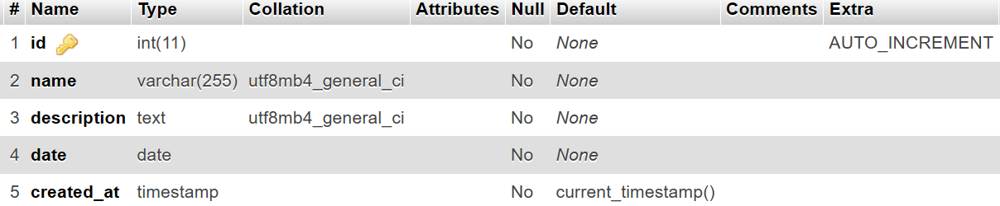 # Name Type Collation Attributes Null Default Comments Extra
1 id int(11) No None AUTO_INCREMENT
2 name varchar(255) utf8mb4_general_ci No None
3 description text utf8mb4_general_ci No None
4 date date No None
5 created_at timestamp No current_timestamp()